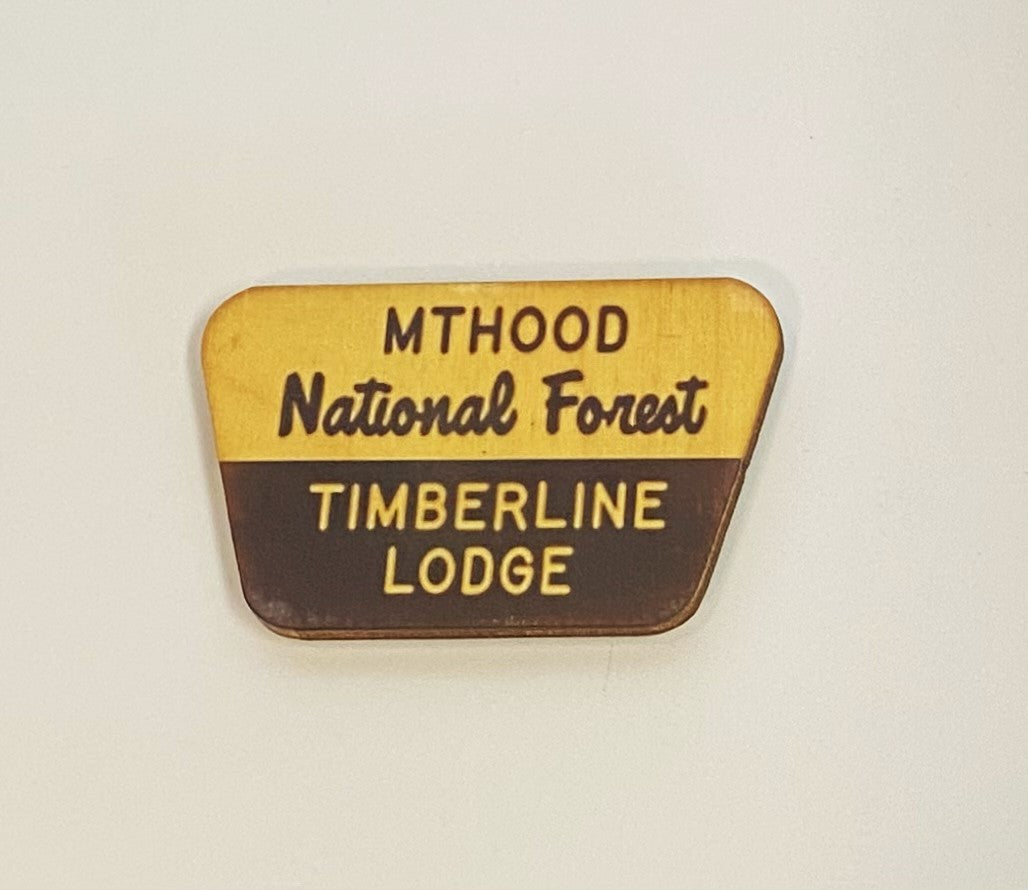 MTHOOD
National Forest
TIMBERLINE
LODGE